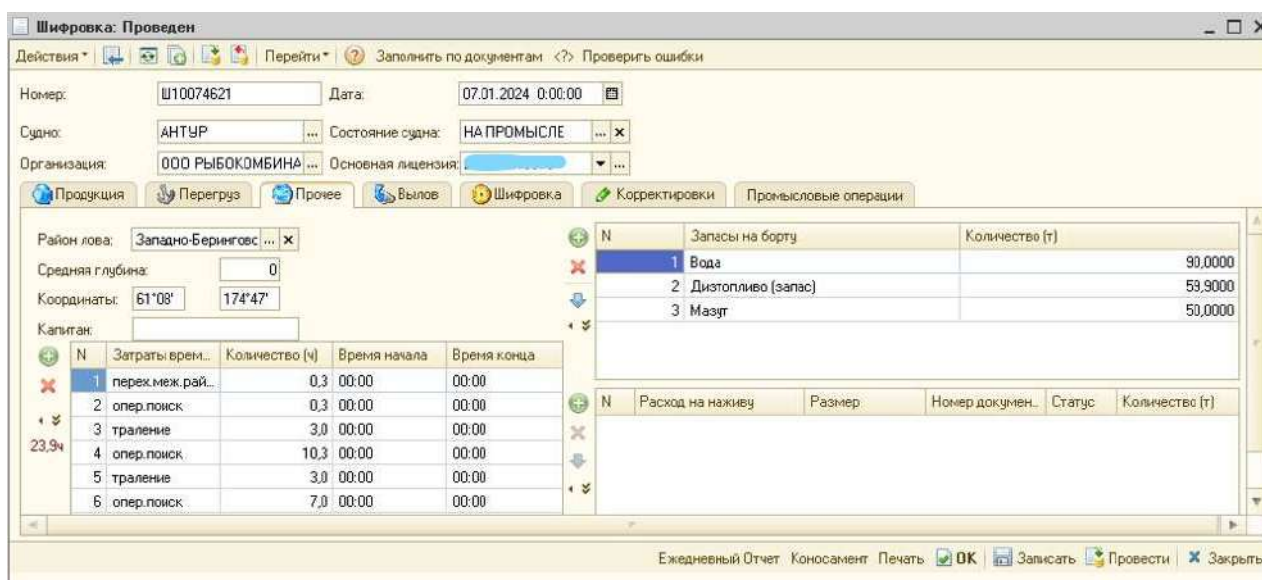 Шифровка: Проведен
Действия Перейти Заполнить по документам <?> Проверить ошибки
Номер: Ш10074621 Дата: 07.01.2024 0:00:00
Судно: АНТУР ... Состояние судна: НА ПРОМЫСЛЕ ... ×
Организация: ООО РЫБОКОМБИНА ... Основная лицензия: ...
Продукция Перегруз Прочее Вылов Шифровка Корректировки Промысловые операции
Район лова: Западно-Беринговс ... ×
Средняя глубина: 0
Координаты: 61°08' 174°47'
Капитан:
N Затраты врем... Количество (ч) Время начала Время конца
1 перех.меж.рай... 0,3 00:00 00:00
2 опер.поиск 0,3 00:00 00:00
3 траление 3,0 00:00 00:00
4 опер.поиск 10,3 00:00 00:00
5 траление 3,0 00:00 00:00
6 опер.поиск 7,0 00:00 00:00
23,9ч
N Запасы на борту Количество (т)
1 Вода 90,0000
2 Дизтопливо (запас) 59,9000
3 Мазут 50,0000
N Расход на наживу Размер Номер докумен... Статус Количество (т)
Ежедневный Отчет Коносамент Печать OK Записать Провести Закрыть